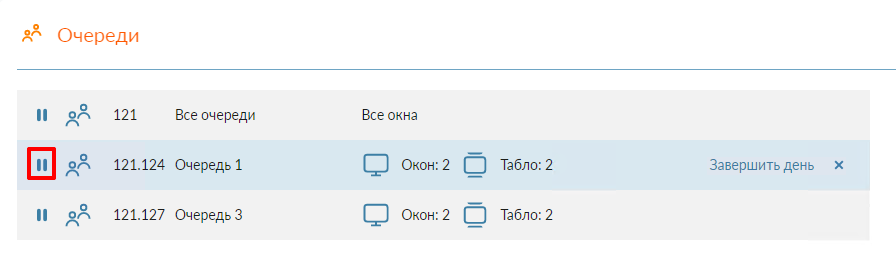 Очереди
121 Все очереди Все окна
121.124 Очередь 1 Окон: 2 Табло: 2 Завершить день ×
121.127 Очередь 3 Окон: 2 Табло: 2